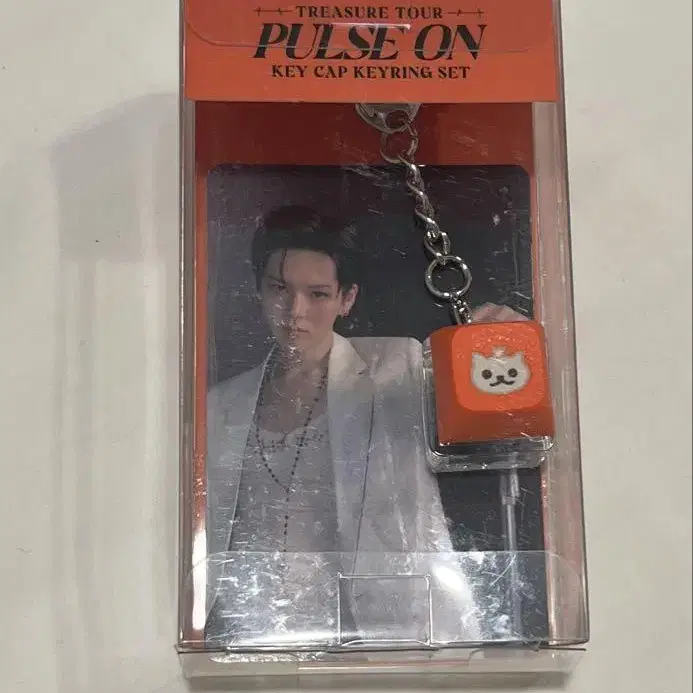 TREASURE TOUR
PULSE ON
KEY CAP KEYRING SET